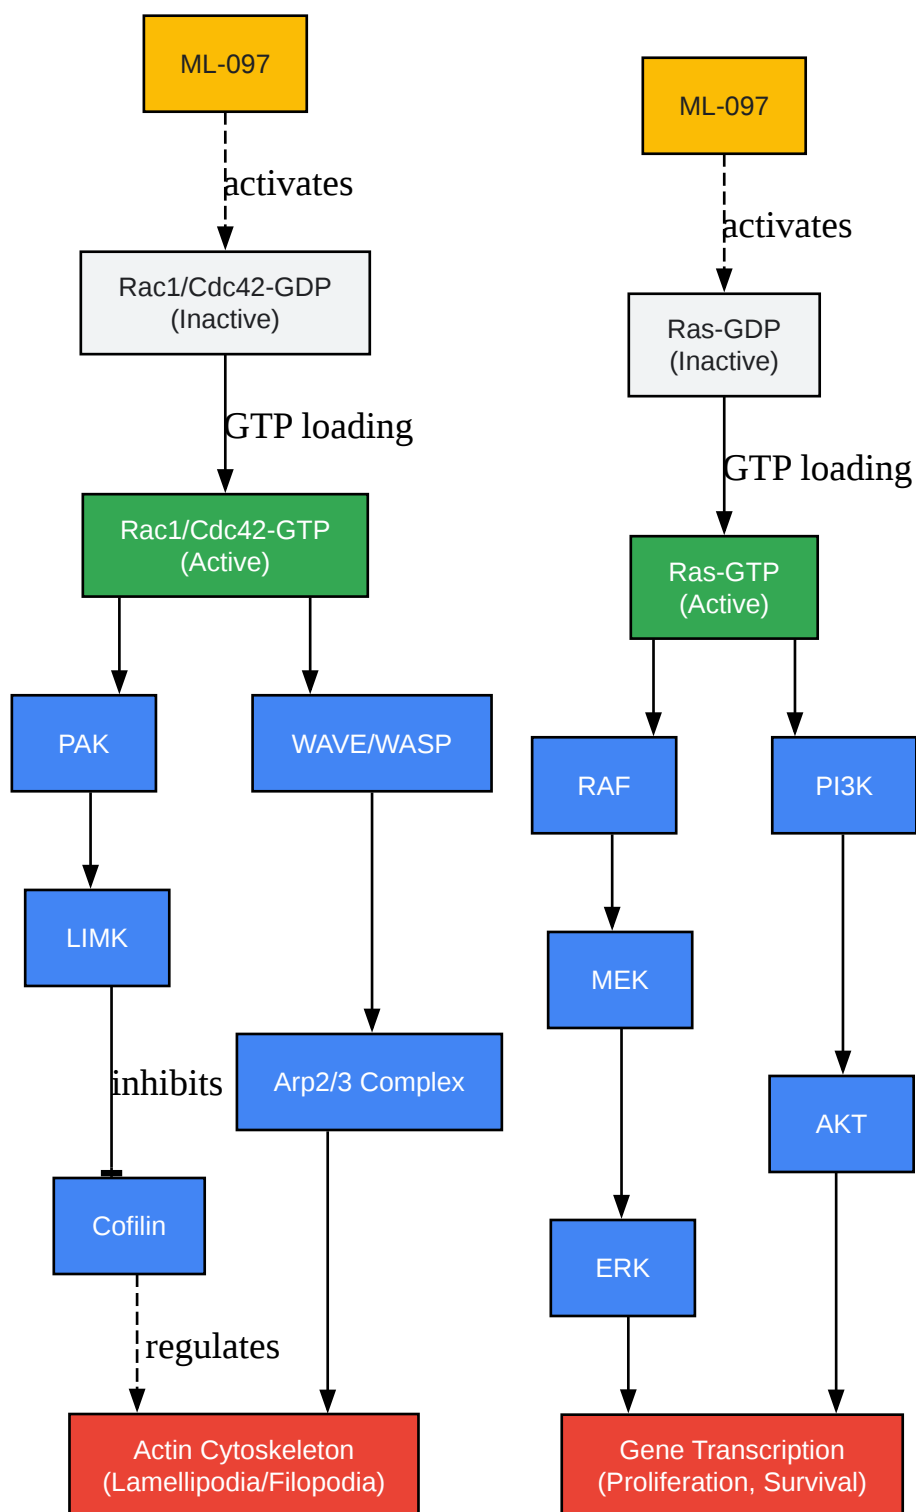 ML-097
activates
Rac1/Cdc42-GDP
(Inactive)
GTP loading
Rac1/Cdc42-GTP
(Active)
PAK
WAVE/WASP
LIMK
inhibits
Arp2/3 Complex
Cofilin
regulates
Actin Cytoskeleton
(Lamellipodia/Filopodia)
ML-097
activates
Ras-GDP
(Inactive)
GTP loading
Ras-GTP
(Active)
RAF
PI3K
MEK
AKT
ERK
Gene Transcription
(Proliferation, Survival)